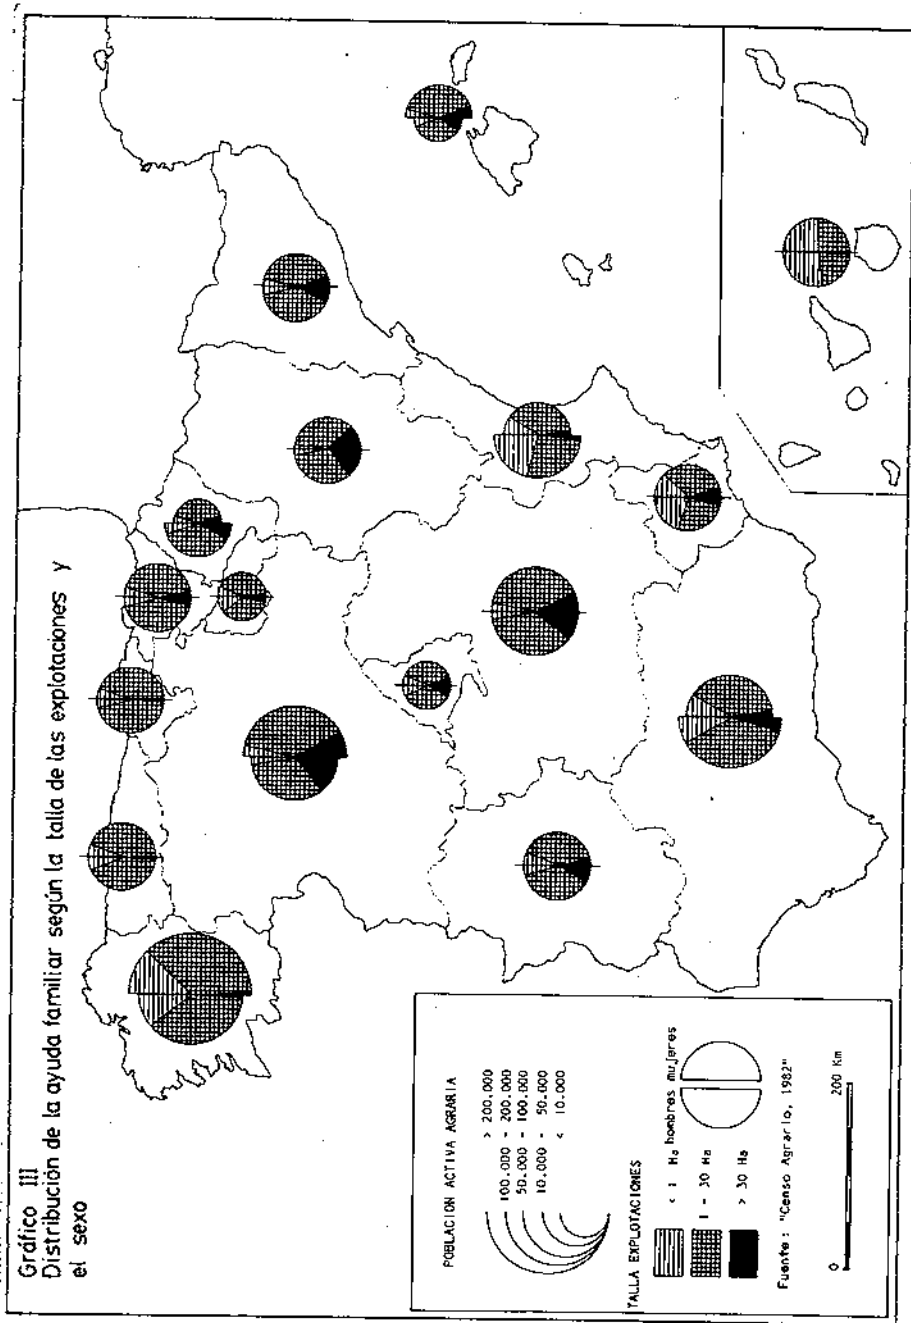 Gráfico III
Distribución de la ayuda familiar según la talla de las explotaciones y
el sexo
POBLACION ACTIVA AGRARIA
> 200.000
100.000 - 200.000
50.000 - 100.000
10.000 - 50.000
< 10.000
TALLA EXPLOTACIONES
< 1 Ha
1 - 30 Ha
> 30 Ha
hombres mujeres
Fuente : "Censo Agrario, 1982"
0 200 Km